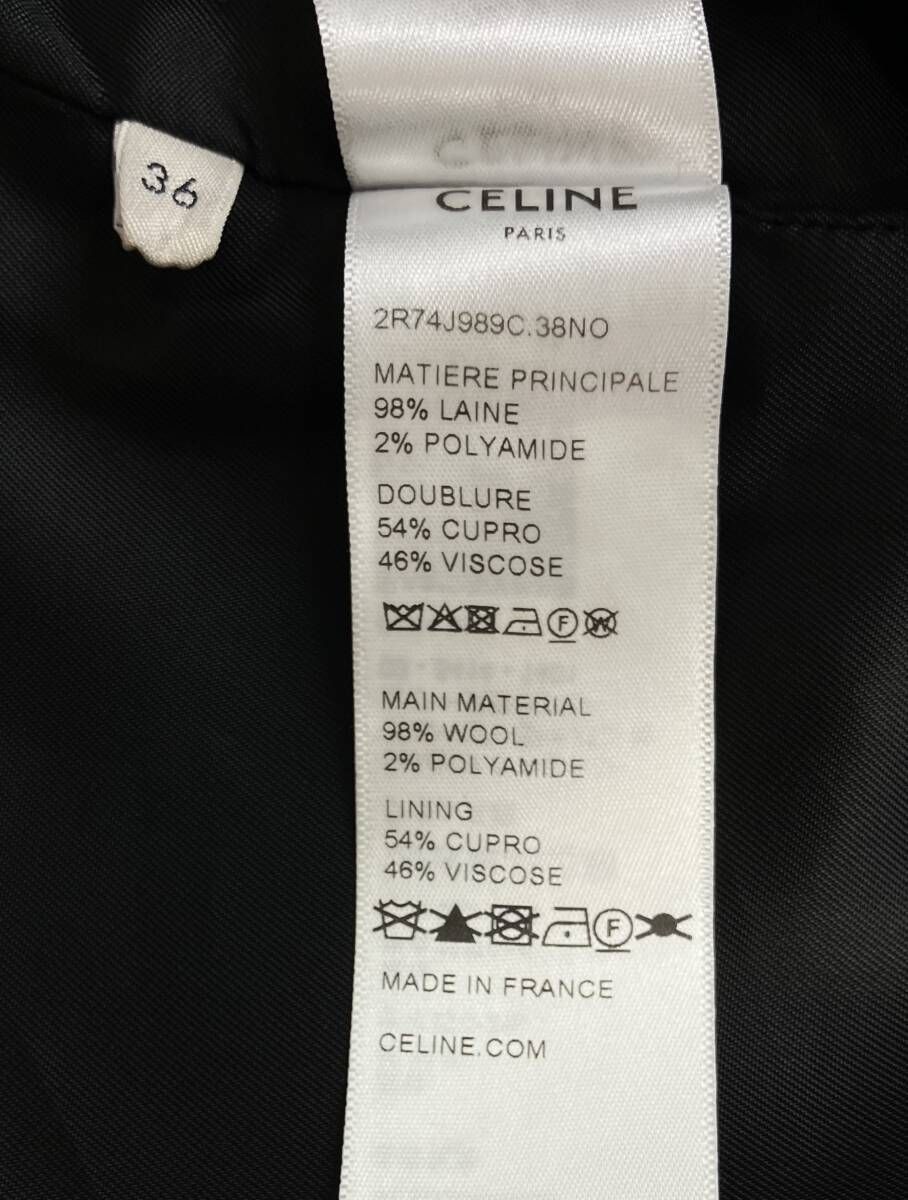 36
CELINE
PARIS
2R74J989C.38NO
MATIERE PRINCIPALE
98% LAINE
2% POLYAMIDE
DOUBLURE
54% CUPRO
46% VISCOSE
F W
MAIN MATERIAL
98% WOOL
2% POLYAMIDE
LINING
54% CUPRO
46% VISCOSE
F
MADE IN FRANCE
CELINE.COM